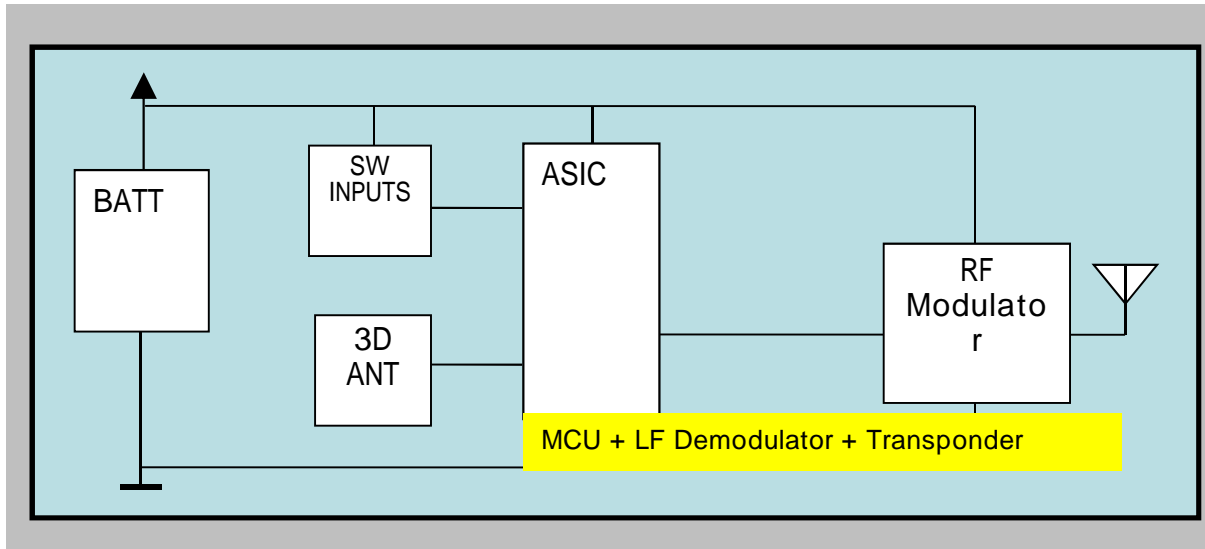 BATT
SW
INPUTS
ASIC
3D
ANT
RF
Modulato
r
MCU + LF Demodulator + Transponder